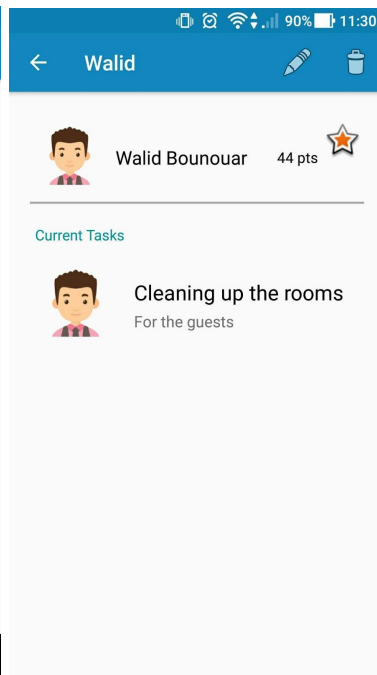 90% 11:30
Walid
Walid Bounouar 44 pts
Current Tasks
Cleaning up the rooms
For the guests